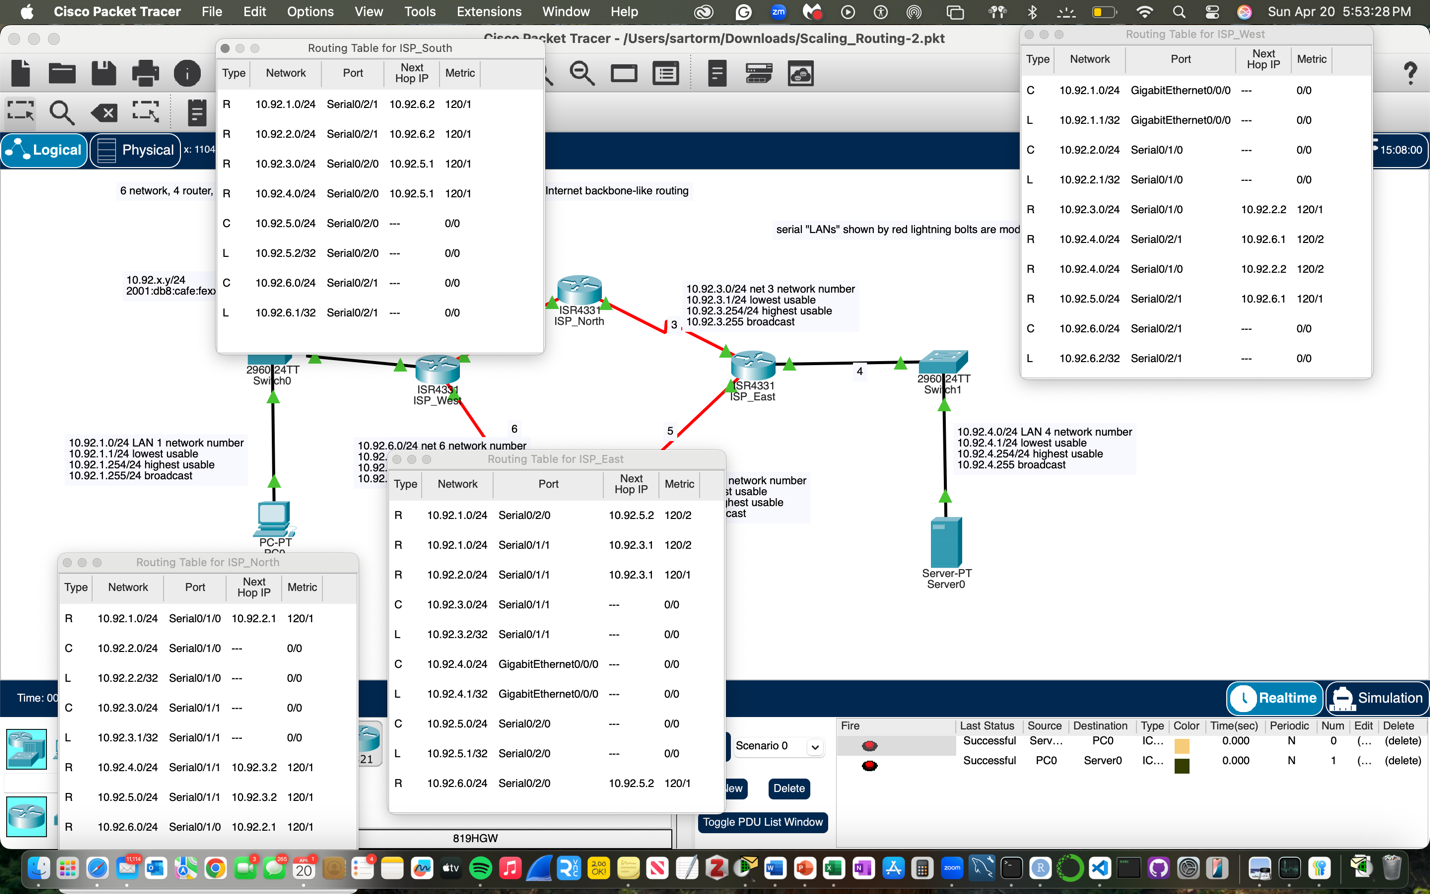 Cisco Packet Tracer File Edit Options View Tools Extensions Window Help zm Sun Apr 20 5:53:28 PM
Cisco Packet Tracer - /Users/sartorm/Downloads/Scaling_Routing-2.pkt
Logical Physical x: 1104
15:08:00
6 network, 4 router,
Internet backbone-like routing
serial "LANs" shown by red lightning bolts are mod
10.92.x.y/24
2001:db8:cafe:fexx
Routing Table for ISP_South
Type Network Port Next Hop IP Metric
R 10.92.1.0/24 Serial0/2/1 10.92.6.2 120/1
R 10.92.2.0/24 Serial0/2/1 10.92.6.2 120/1
R 10.92.3.0/24 Serial0/2/0 10.92.5.1 120/1
R 10.92.4.0/24 Serial0/2/0 10.92.5.1 120/1
C 10.92.5.0/24 Serial0/2/0 --- 0/0
L 10.92.5.2/32 Serial0/2/0 --- 0/0
C 10.92.6.0/24 Serial0/2/1 --- 0/0
L 10.92.6.1/32 Serial0/2/1 --- 0/0
Routing Table for ISP_West
Type Network Port Next Hop IP Metric
C 10.92.1.0/24 GigabitEthernet0/0/0 --- 0/0
L 10.92.1.1/32 GigabitEthernet0/0/0 --- 0/0
C 10.92.2.0/24 Serial0/1/0 --- 0/0
L 10.92.2.1/32 Serial0/1/0 --- 0/0
R 10.92.3.0/24 Serial0/1/0 10.92.2.2 120/1
R 10.92.4.0/24 Serial0/2/1 10.92.6.1 120/2
R 10.92.4.0/24 Serial0/1/0 10.92.2.2 120/2
R 10.92.5.0/24 Serial0/2/1 10.92.6.1 120/1
C 10.92.6.0/24 Serial0/2/1 --- 0/0
L 10.92.6.2/32 Serial0/2/1 --- 0/0
ISR4331
ISP_North
3
10.92.3.0/24 net 3 network number
10.92.3.1/24 lowest usable
10.92.3.254/24 highest usable
10.92.3.255 broadcast
2960-24TT
Switch0
ISR4331
ISP_West
ISR4331
ISP_East
4
2960-24TT
Switch1
6
5
10.92.1.0/24 LAN 1 network number
10.92.1.1/24 lowest usable
10.92.1.254/24 highest usable
10.92.1.255/24 broadcast
10.92.6.0/24 net 6 network number
10.92.
10.92.
10.92.
network number
st usable
ghest usable
cast
10.92.4.0/24 LAN 4 network number
10.92.4.1/24 lowest usable
10.92.4.254/24 highest usable
10.92.4.255 broadcast
PC-PT
PC0
Server-PT
Server0
Routing Table for ISP_East
Type Network Port Next Hop IP Metric
R 10.92.1.0/24 Serial0/2/0 10.92.5.2 120/2
R 10.92.1.0/24 Serial0/1/1 10.92.3.1 120/2
R 10.92.2.0/24 Serial0/1/1 10.92.3.1 120/1
C 10.92.3.0/24 Serial0/1/1 --- 0/0
L 10.92.3.2/32 Serial0/1/1 --- 0/0
C 10.92.4.0/24 GigabitEthernet0/0/0 --- 0/0
L 10.92.4.1/32 GigabitEthernet0/0/0 --- 0/0
C 10.92.5.0/24 Serial0/2/0 --- 0/0
L 10.92.5.1/32 Serial0/2/0 --- 0/0
R 10.92.6.0/24 Serial0/2/0 10.92.5.2 120/1
Routing Table for ISP_North
Type Network Port Next Hop IP Metric
R 10.92.1.0/24 Serial0/1/0 10.92.2.1 120/1
C 10.92.2.0/24 Serial0/1/0 --- 0/0
L 10.92.2.2/32 Serial0/1/0 --- 0/0
C 10.92.3.0/24 Serial0/1/1 --- 0/0
L 10.92.3.1/32 Serial0/1/1 --- 0/0
R 10.92.4.0/24 Serial0/1/1 10.92.3.2 120/1
R 10.92.5.0/24 Serial0/1/1 10.92.3.2 120/1
R 10.92.6.0/24 Serial0/1/0 10.92.2.1 120/1
Time: 00
Realtime Simulation
21
819HGW
Scenario 0
New Delete
Toggle PDU List Window
Fire Last Status Source Destination Type Color Time(sec) Periodic Num Edit Delete
Successful Serv... PC0 IC... 0.000 N 0 (... (delete)
Successful PC0 Server0 IC... 0.000 N 1 (... (delete)